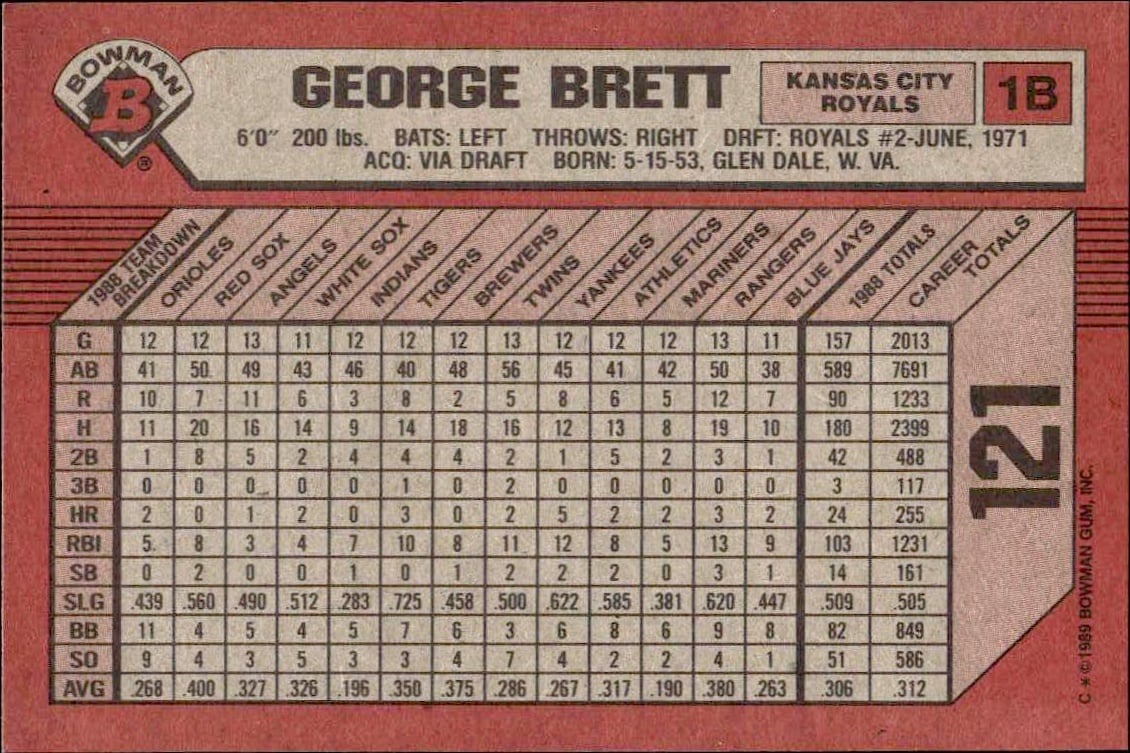 BOWMAN
B
®
GEORGE BRETT
KANSAS CITY
ROYALS
1B
6'0" 200 lbs. BATS: LEFT THROWS: RIGHT DRFT: ROYALS #2-JUNE, 1971
ACQ: VIA DRAFT BORN: 5-15-53, GLEN DALE, W. VA.
1988 TEAM
BREAKDOWN
ORIOLES
RED SOX
ANGELS
WHITE SOX
INDIANS
TIGERS
BREWERS
TWINS
YANKEES
ATHLETICS
MARINERS
RANGERS
BLUE JAYS
1988 TOTALS
CAREER
TOTALS
G 12 12 13 11 12 12 12 13 12 12 12 13 11 157 2013
AB 41 50 49 43 46 40 48 56 45 41 42 50 38 589 7691
R 10 7 11 6 3 8 2 5 8 6 5 12 7 90 1233
H 11 20 16 14 9 14 18 16 12 13 8 19 10 180 2399
2B 1 8 5 2 4 4 4 2 1 5 2 3 1 42 488
3B 0 0 0 0 0 1 0 2 0 0 0 0 0 3 117
HR 2 0 1 2 0 3 0 2 5 2 2 3 2 24 255
RBI 5 8 3 4 7 10 8 11 12 8 5 13 9 103 1231
SB 0 2 0 0 1 0 1 2 2 2 0 3 1 14 161
SLG .439 .560 .490 .512 .283 .725 .458 .500 .622 .585 .381 .620 .447 .509 .505
BB 11 4 5 4 5 7 6 3 6 8 6 9 8 82 849
SO 9 4 3 5 3 3 4 7 4 2 2 4 1 51 586
AVG .268 .400 .327 .326 .196 .350 .375 .286 .267 .317 .190 .380 .263 .306 .312
121
C * © 1989 BOWMAN GUM, INC.